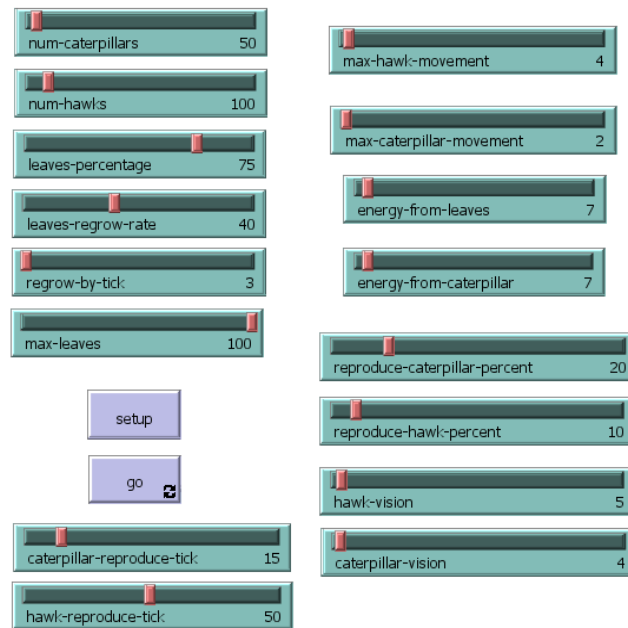 num-caterpillars 50
num-hawks 100
leaves-percentage 75
leaves-regrow-rate 40
regrow-by-tick 3
max-leaves 100
setup
go
caterpillar-reproduce-tick 15
hawk-reproduce-tick 50
max-hawk-movement 4
max-caterpillar-movement 2
energy-from-leaves 7
energy-from-caterpillar 7
reproduce-caterpillar-percent 20
reproduce-hawk-percent 10
hawk-vision 5
caterpillar-vision 4